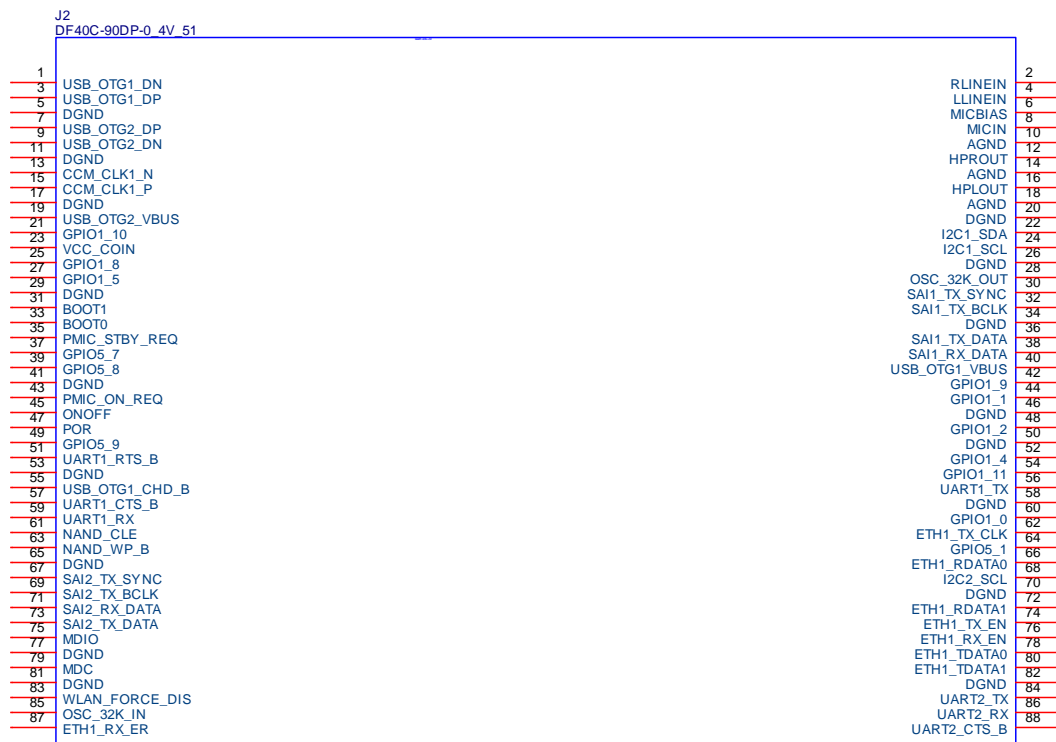 J2
DF40C-90DP-0_4V_51
1 USB_OTG1_DN RLINEIN 2
3 USB_OTG1_DP LLINEIN 4
5 DGND MICBIAS 6
7 USB_OTG2_DP MICIN 8
9 USB_OTG2_DN AGND 10
11 DGND HPROUT 12
13 CCM_CLK1_N AGND 14
15 CCM_CLK1_P HPLOUT 16
17 DGND AGND 18
19 USB_OTG2_VBUS DGND 20
21 GPIO1_10 I2C1_SDA 22
23 VCC_COIN I2C1_SCL 24
25 GPIO1_8 DGND 26
27 GPIO1_5 OSC_32K_OUT 28
29 DGND SAI1_TX_SYNC 30
31 BOOT1 SAI1_TX_BCLK 32
33 BOOT0 DGND 34
35 PMIC_STBY_REQ SAI1_TX_DATA 36
37 GPIO5_7 SAI1_RX_DATA 38
39 GPIO5_8 USB_OTG1_VBUS 40
41 DGND GPIO1_9 42
43 PMIC_ON_REQ GPIO1_1 44
45 ONOFF DGND 46
47 POR GPIO1_2 48
49 GPIO5_9 DGND 50
51 UART1_RTS_B GPIO1_4 52
53 DGND GPIO1_11 54
55 USB_OTG1_CHD_B UART1_TX 56
57 UART1_CTS_B DGND 58
59 UART1_RX GPIO1_0 60
61 NAND_CLE ETH1_TX_CLK 62
63 NAND_WP_B GPIO5_1 64
65 DGND ETH1_RDATA0 66
67 SAI2_TX_SYNC I2C2_SCL 68
69 SAI2_TX_BCLK DGND 70
71 SAI2_RX_DATA ETH1_RDATA1 72
73 SAI2_TX_DATA ETH1_TX_EN 74
75 MDIO ETH1_RX_EN 76
77 DGND ETH1_TDATA0 78
79 MDC ETH1_TDATA1 80
81 DGND DGND 82
83 WLAN_FORCE_DIS UART2_TX 84
85 OSC_32K_IN UART2_RX 86
87 ETH1_RX_ER UART2_CTS_B 88